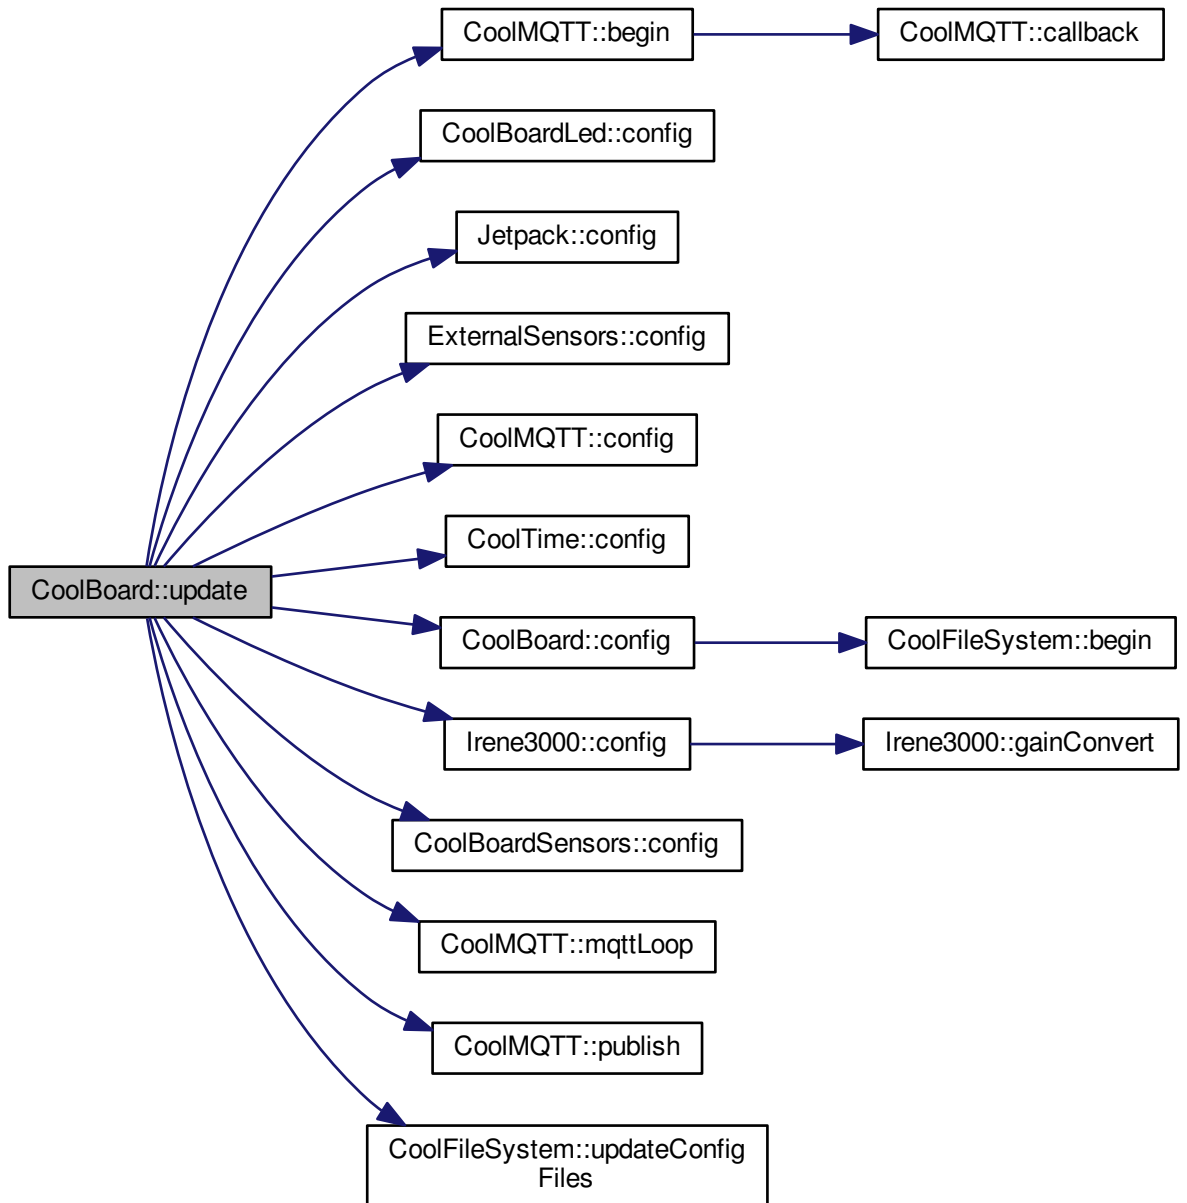 CoolMQTT::begin
CoolMQTT::callback
CoolBoardLed::config
Jetpack::config
ExternalSensors::config
CoolMQTT::config
CoolTime::config
CoolBoard::update
CoolBoard::config
CoolFileSystem::begin
Irene3000::config
Irene3000::gainConvert
CoolBoardSensors::config
CoolMQTT::mqttLoop
CoolMQTT::publish
CoolFileSystem::updateConfig
Files